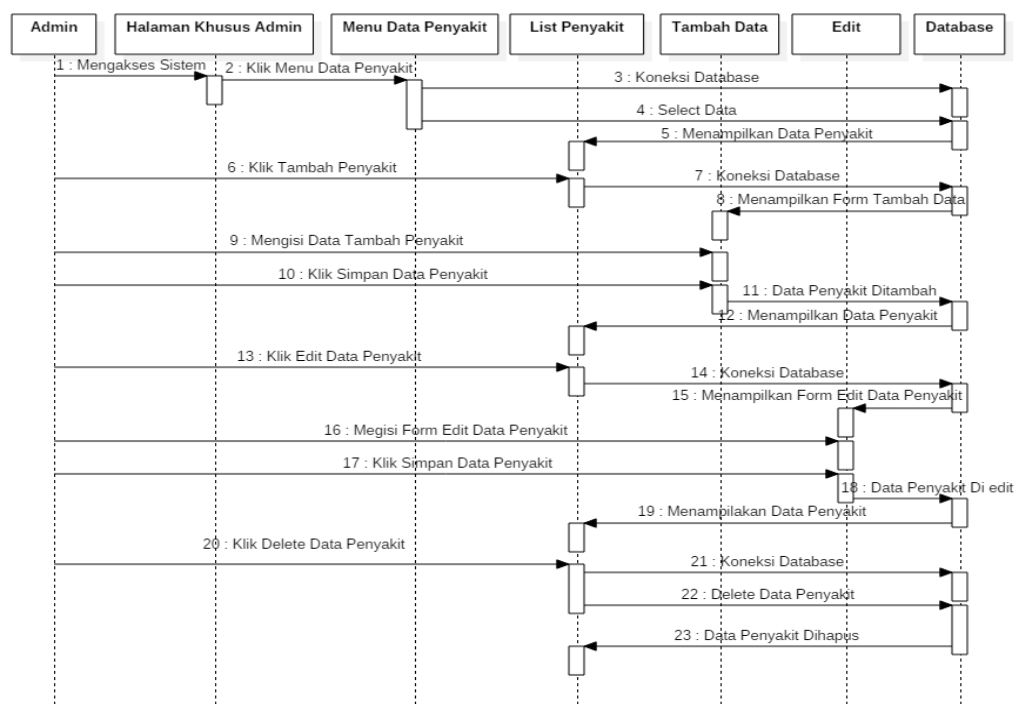 Admin
Halaman Khusus Admin
Menu Data Penyakit
List Penyakit
Tambah Data
Edit
Database
1 : Mengakses Sistem
2 : Klik Menu Data Penyakit
3 : Koneksi Database
4 : Select Data
5 : Menampilkan Data Penyakit
6 : Klik Tambah Penyakit
7 : Koneksi Database
8 : Menampilkan Form Tambah Data
9 : Mengisi Data Tambah Penyakit
10 : Klik Simpan Data Penyakit
11 : Data Penyakit Ditambah
12 : Menampilkan Data Penyakit
13 : Klik Edit Data Penyakit
14 : Koneksi Database
15 : Menampilkan Form Edit Data Penyakit
16 : Megisi Form Edit Data Penyakit
17 : Klik Simpan Data Penyakit
18 : Data Penyakit Di edit
19 : Menampilakan Data Penyakit
20 : Klik Delete Data Penyakit
21 : Koneksi Database
22 : Delete Data Penyakit
23 : Data Penyakit Dihapus